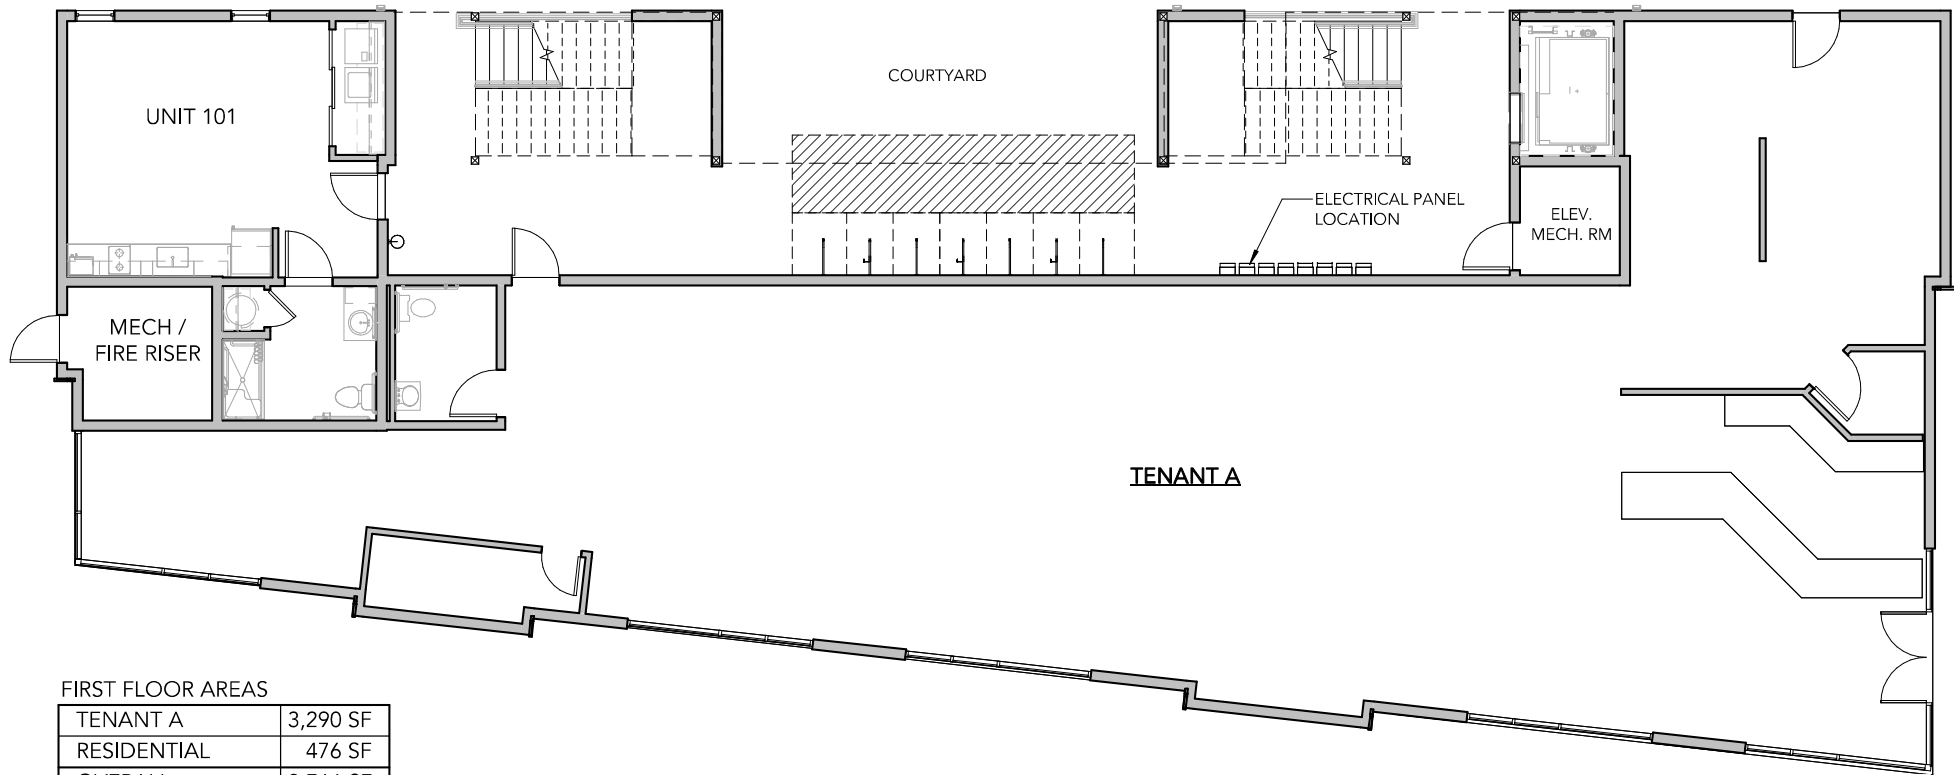 COURTYARD
UNIT 101
ELECTRICAL PANEL
LOCATION
ELEV.
MECH. RM
MECH /
FIRE RISER
TENANT A
FIRST FLOOR AREAS
TENANT A 3,290 SF
RESIDENTIAL 476 SF